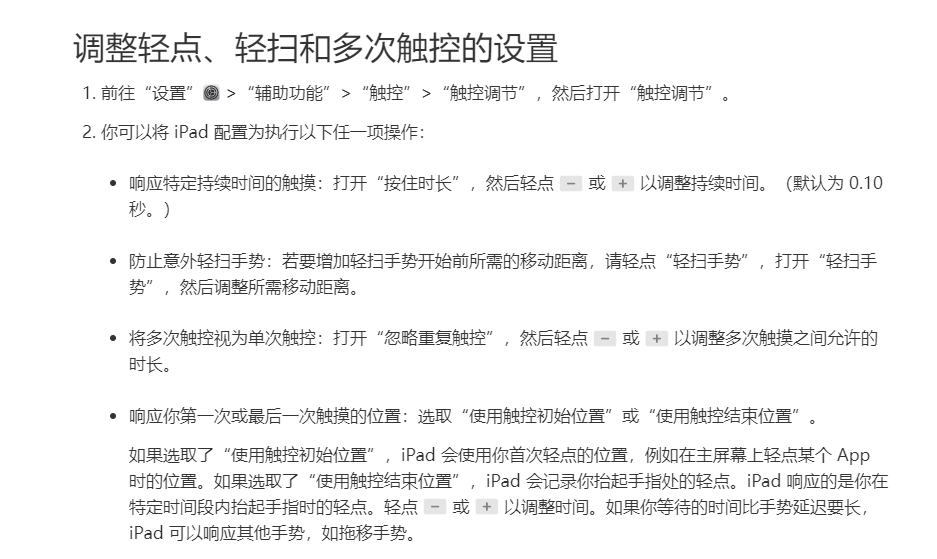 调整轻点、轻扫和多次触控的设置
1. 前往“设置” > “辅助功能” > “触控” > “触控调节”，然后打开“触控调节”。
2. 你可以将 iPad 配置为执行以下任一项操作：
• 响应特定持续时间的触摸：打开“按住时长”，然后轻点 − 或 + 以调整持续时间。（默认为 0.10
秒。）
• 防止意外轻扫手势：若要增加轻扫手势开始前所需的移动距离，请轻点“轻扫手势”，打开“轻扫手
势”，然后调整所需移动距离。
• 将多次触控视为单次触控：打开“忽略重复触控”，然后轻点 − 或 + 以调整多次触摸之间允许的
时长。
• 响应你第一次或最后一次触摸的位置：选取“使用触控初始位置”或“使用触控结束位置”。
如果选取了“使用触控初始位置”，iPad 会使用你首次轻点的位置，例如在主屏幕上轻点某个 App
时的位置。如果选取了“使用触控结束位置”，iPad 会记录你抬起手指处的轻点。iPad 响应的是你在
特定时间段内抬起手指时的轻点。轻点 − 或 + 以调整时间。如果你等待的时间比手势延迟要长，
iPad 可以响应其他手势，如拖移手势。